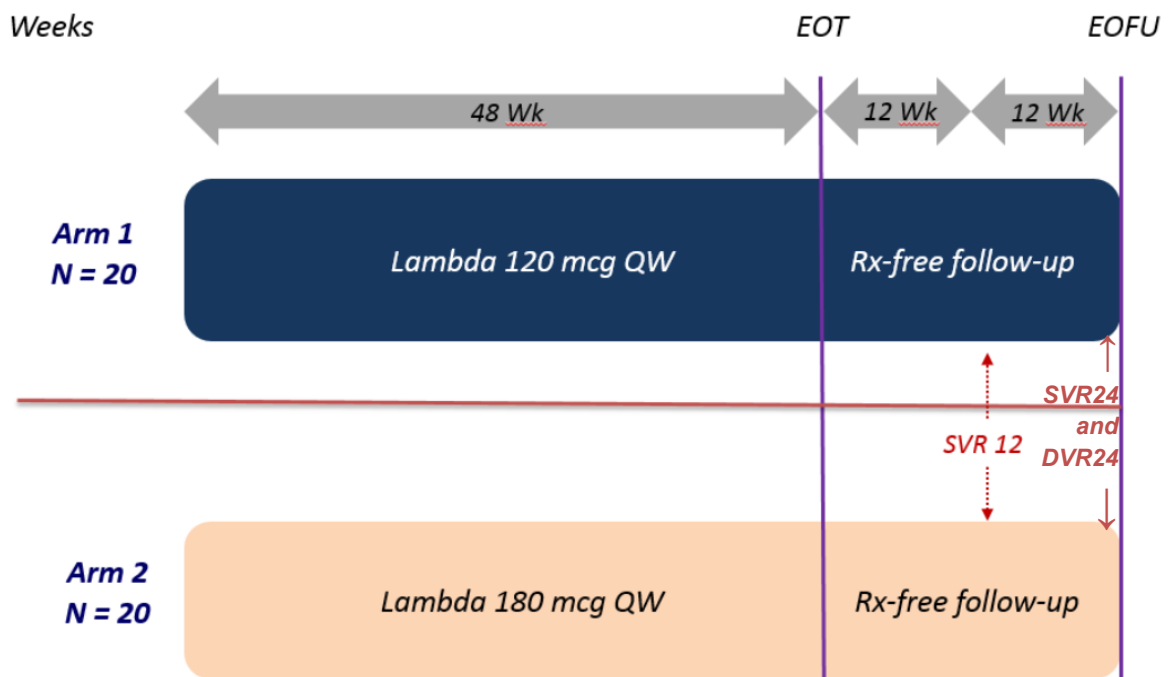 Weeks
EOT
EOFU
48 Wk
12 Wk
12 Wk
Arm 1
N = 20
Lambda 120 mcg QW
Rx-free follow-up
SVR24
and
DVR24
SVR 12
Arm 2
N = 20
Lambda 180 mcg QW
Rx-free follow-up